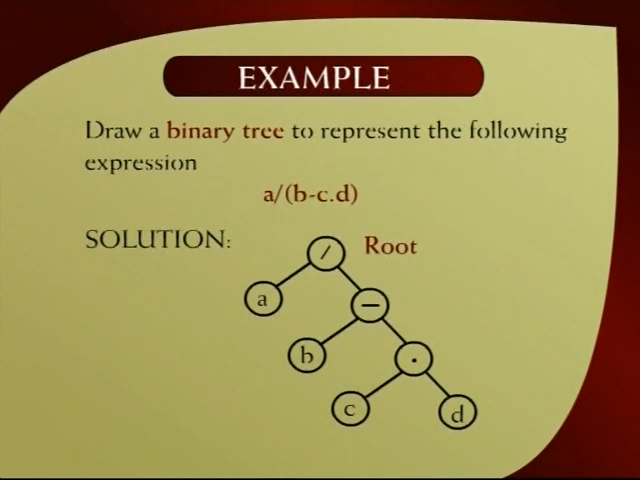 EXAMPLE
Draw a binary tree to represent the following
expression
a/(b-c.d)
SOLUTION:
/ Root
a
−
b
.
c
d